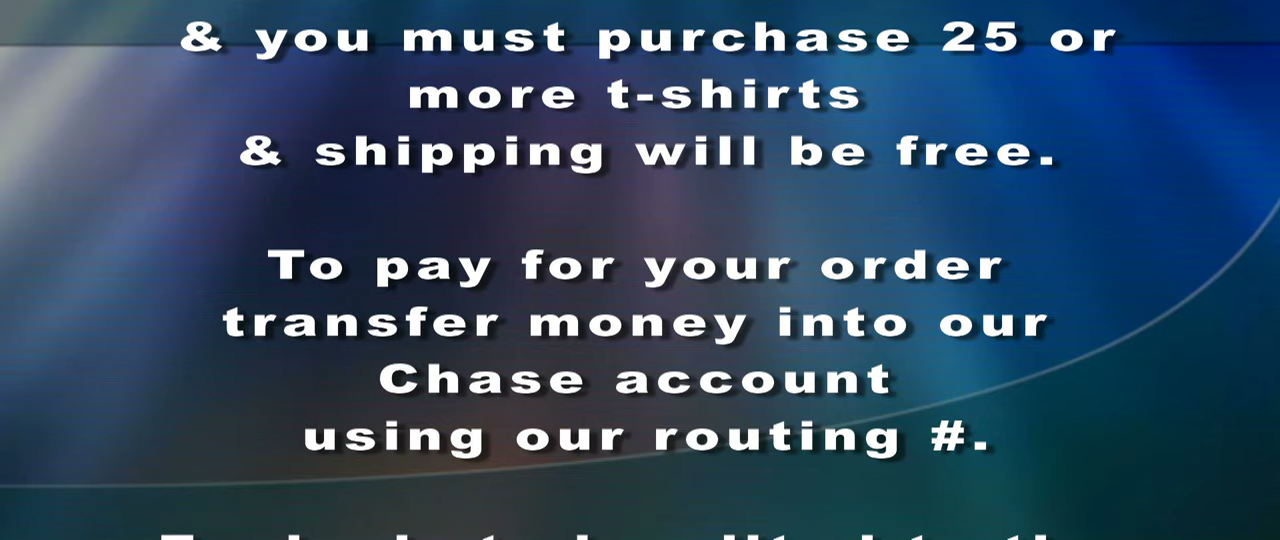 & you must purchase 25 or
more t-shirts
& shipping will be free.
To pay for your order
transfer money into our
Chase account
using our routing #.